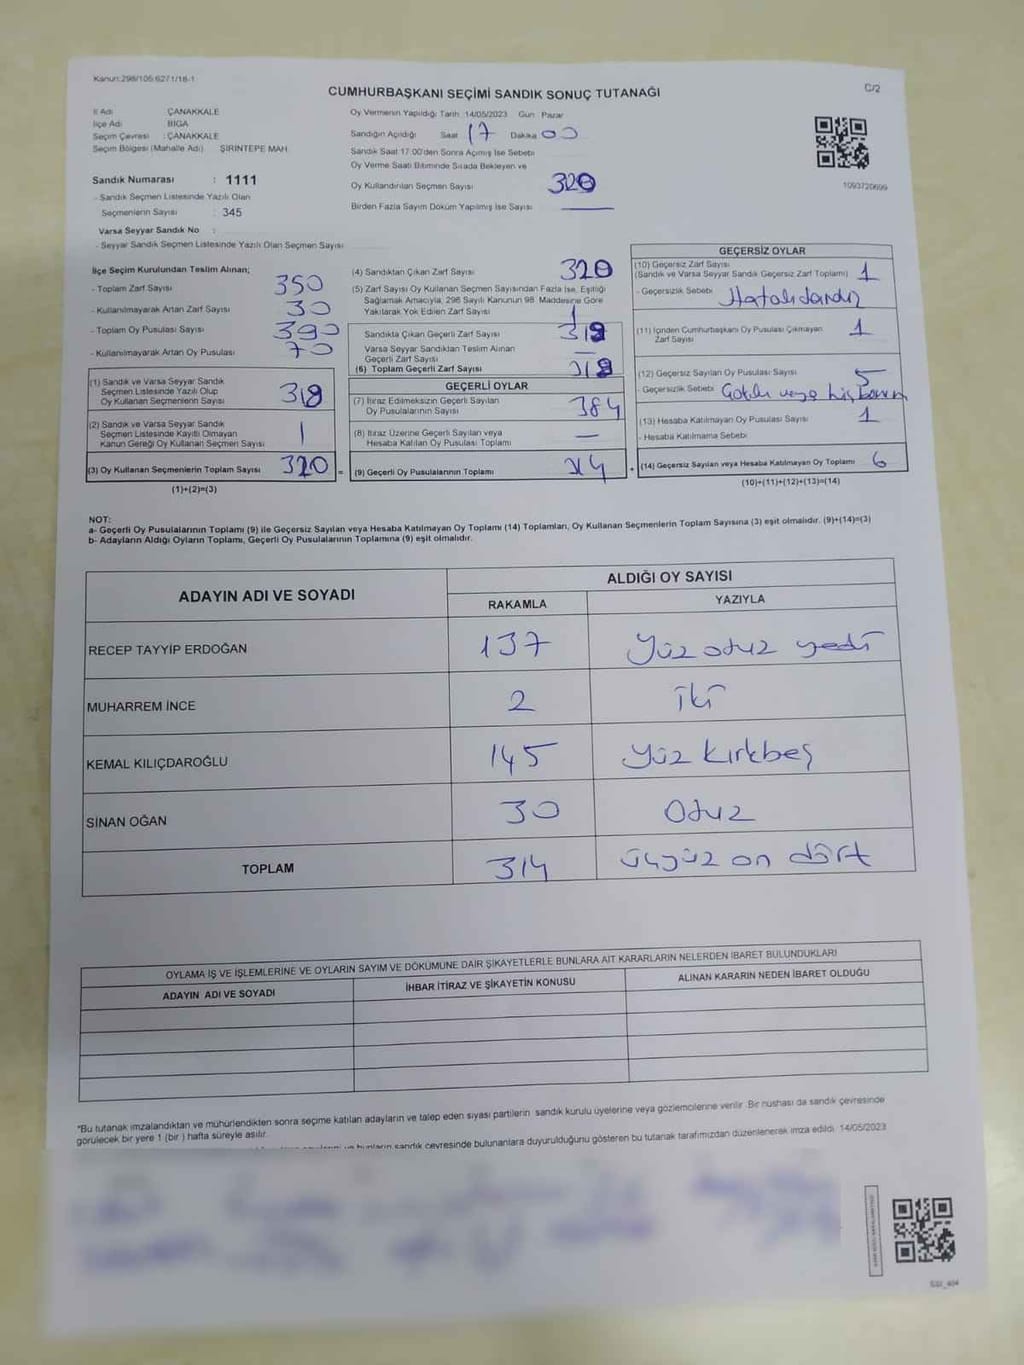 Kanun:298/105;6271/18-1
C/2
CUMHURBAŞKANI SEÇİMİ SANDIK SONUÇ TUTANAĞI
İl Adı ÇANAKKALE
İlçe Adı BİGA
Seçim Çevresi : ÇANAKKALE
Seçim Bölgesi (Mahalle Adı) ŞİRİNTEPE MAH.
Sandık Numarası : 1111
- Sandık Seçmen Listesinde Yazılı Olan
Seçmenlerin Sayısı : 345
Varsa Seyyar Sandık No :
- Seyyar Sandık Seçmen Listesinde Yazılı Olan Seçmen Sayısı
Oy Vermenin Yapıldığı Tarih 14/05/2023 Gün Pazar
Sandığın Açıldığı Saat 17 Dakika 00
Sandık Saat 17:00'den Sonra Açılmış İse Sebebi
Oy Verme Saati Bitiminde Sırada Bekleyen ve
Oy Kullandırılan Seçmen Sayısı 320
Birden Fazla Sayım Döküm Yapılmış İse Sayısı
1093720699
İlçe Seçim Kurulundan Teslim Alınan;
- Toplam Zarf Sayısı 350
- Kullanılmayarak Artan Zarf Sayısı 30
- Toplam Oy Pusulası Sayısı 390
- Kullanılmayarak Artan Oy Pusulası 70
(1) Sandık ve Varsa Seyyar Sandık
Seçmen Listesinde Yazılı Olup
Oy Kullanan Seçmenlerin Sayısı 319
(2) Sandık ve Varsa Seyyar Sandık
Seçmen Listesinde Kayıtlı Olmayan
Kanun Gereği Oy Kullanan Seçmen Sayısı 1
(3) Oy Kullanan Seçmenlerin Toplam Sayısı 320 =
(1)+(2)=(3)
(4) Sandıktan Çıkan Zarf Sayısı 320
(5) Zarf Sayısı Oy Kullanan Seçmen Sayısından Fazla İse, Eşitliği
Sağlamak Amacıyla, 298 Sayılı Kanunun 98. Maddesine Göre
Yakılarak Yok Edilen Zarf Sayısı 1
Sandıkta Çıkan Geçerli Zarf Sayısı 319
Varsa Seyyar Sandıktan Teslim Alınan
Geçerli Zarf Sayısı —
(6) Toplam Geçerli Zarf Sayısı 319
GEÇERLİ OYLAR
(7) İtiraz Edilmeksizin Geçerli Sayılan
Oy Pusulalarının Sayısı 314
(8) İtiraz Üzerine Geçerli Sayılan veya
Hesaba Katılan Oy Pusulası Toplamı —
(9) Geçerli Oy Pusulalarının Toplamı 314 +
GEÇERSİZ OYLAR
(10) Geçersiz Zarf Sayısı
(Sandık ve Varsa Seyyar Sandık Geçersiz Zarf Toplamı) 1
- Geçersizlik Sebebi
(11) İçinden Cumhurbaşkanı Oy Pusulası Çıkmayan
Zarf Sayısı 1
(12) Geçersiz Sayılan Oy Pusulası Sayısı 5
- Geçersizlik Sebebi
(13) Hesaba Katılmayan Oy Pusulası Sayısı 1
- Hesaba Katılmama Sebebi
(14) Geçersiz Sayılan veya Hesaba Katılmayan Oy Toplamı 6
(10)+(11)+(12)+(13)=(14)
NOT:
a- Geçerli Oy Pusulalarının Toplamı (9) ile Geçersiz Sayılan veya Hesaba Katılmayan Oy Toplamı (14) Toplamları, Oy Kullanan Seçmenlerin Toplam Sayısına (3) eşit olmalıdır. (9)+(14)=(3)
b- Adayların Aldığı Oyların Toplamı, Geçerli Oy Pusulalarının Toplamına (9) eşit olmalıdır.
ADAYIN ADI VE SOYADI
ALDIĞI OY SAYISI
RAKAMLA YAZIYLA
RECEP TAYYİP ERDOĞAN 137 Yüz otuz yedi
MUHARREM İNCE 2 iki
KEMAL KILIÇDAROĞLU 145 Yüz Kırkbeş
SİNAN OĞAN 30 Otuz
TOPLAM 314 üçyüz on dört
OYLAMA İŞ VE İŞLEMLERİNE VE OYLARIN SAYIM VE DÖKÜMÜNE DAİR ŞİKAYETLERLE BUNLARA AİT KARARLARIN NELERDEN İBARET BULUNDUKLARI
ADAYIN ADI VE SOYADI İHBAR İTİRAZ VE ŞİKAYETİN KONUSU ALINAN KARARIN NEDEN İBARET OLDUĞU
*Bu tutanak imzalandıktan ve mühürlendikten sonra seçime katılan adayların ve talep eden siyasi partilerin sandık kurulu üyelerine veya gözlemcilerine verilir. Bir nüshası da sandık çevresinde
görülecek bir yere 1 (bir) hafta süreyle asılır.
ve bunların sandık çevresinde bulunanlara duyurulduğunu gösteren bu tutanak tarafımızdan düzenlenerek imza edildi. 14/05/2023